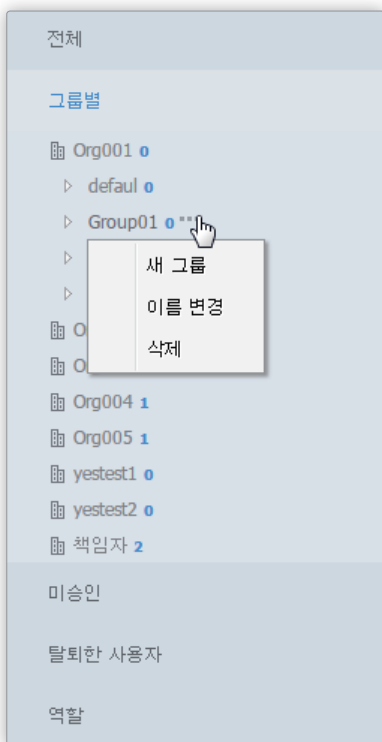 전체
그룹별
Org001 0
defaul 0
Group01 0
새 그룹
이름 변경
삭제
Org004 1
Org005 1
yestest1 0
yestest2 0
책임자 2
미승인
탈퇴한 사용자
역할